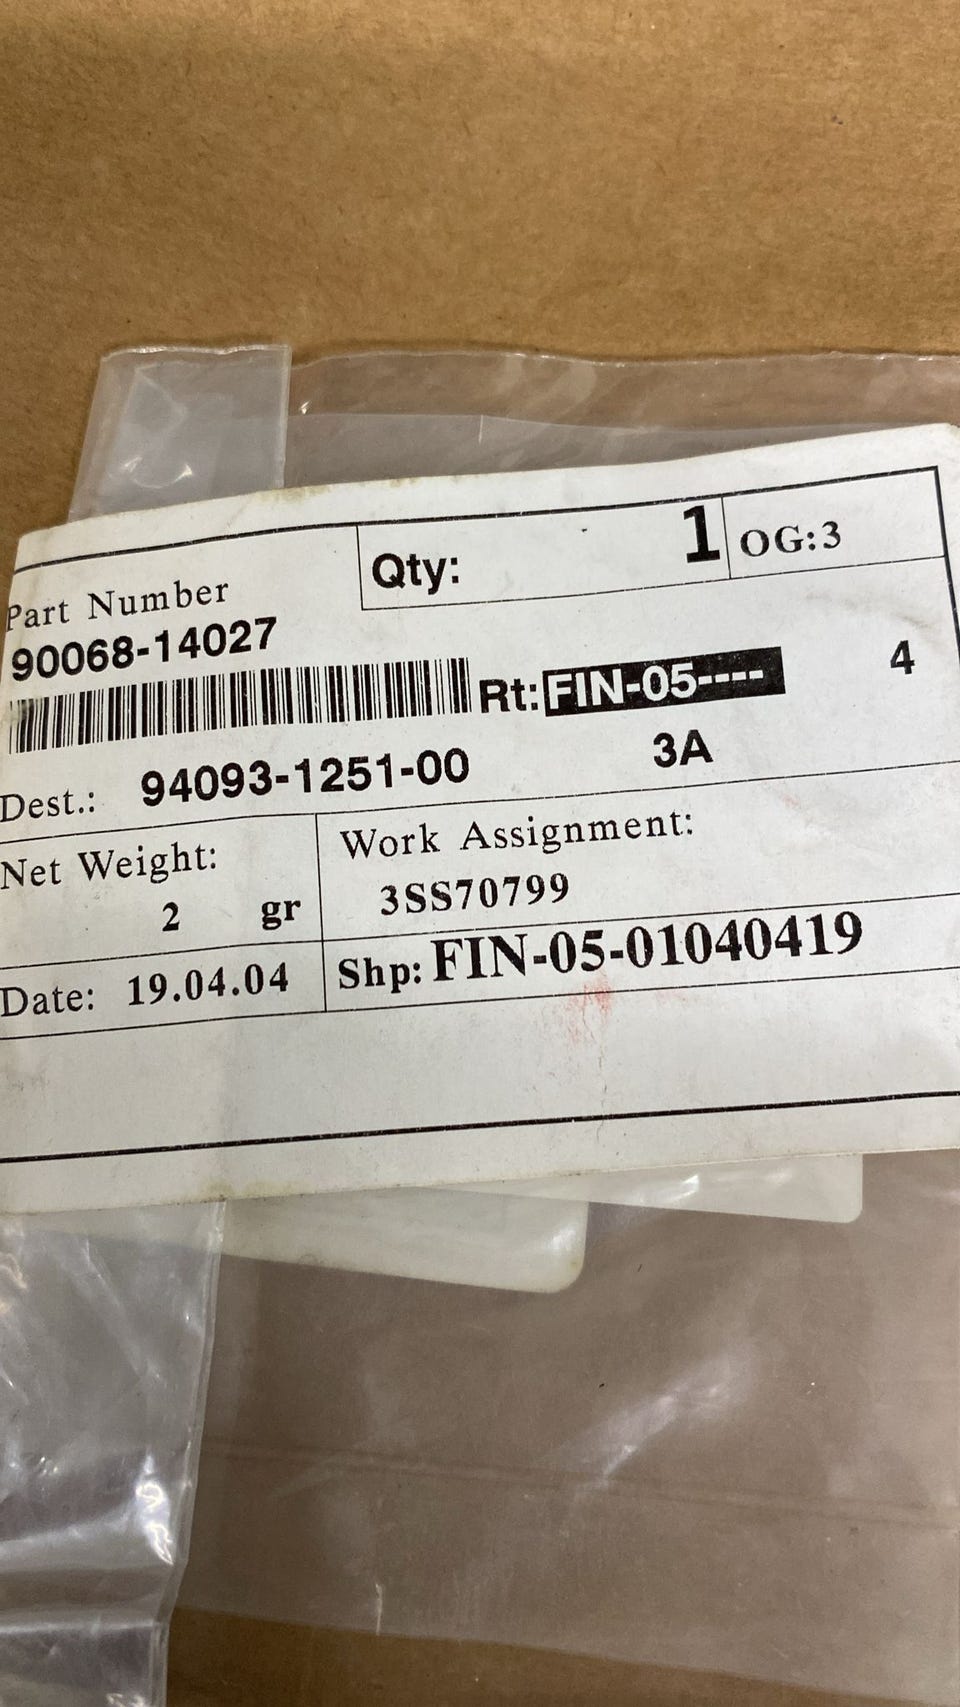 Part Number
90068-14027
Qty: 1
OG:3
Rt:FIN-05----
4
Dest.: 94093-1251-00
3A
Net Weight:
2 gr
Work Assignment:
3SS70799
Date: 19.04.04
Shp: FIN-05-01040419